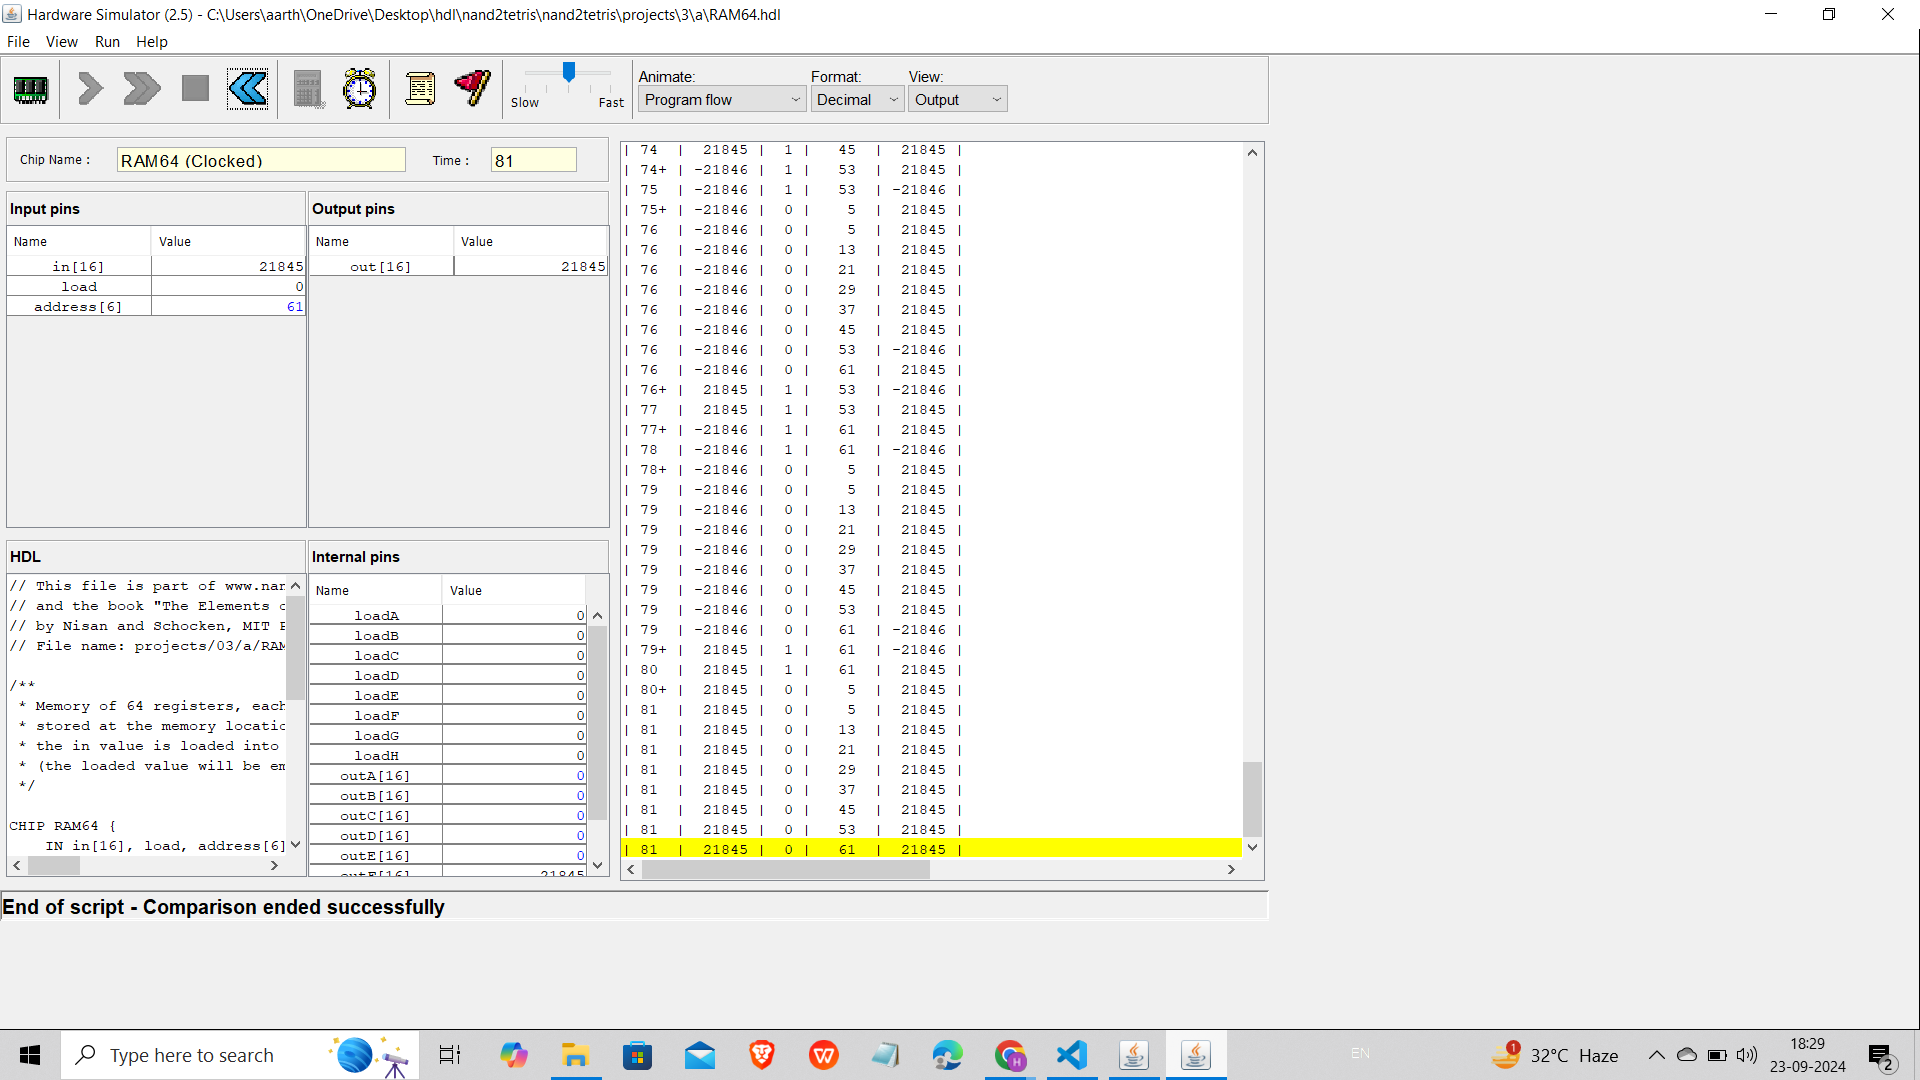 Hardware Simulator (2.5) - C:\Users\aarth\OneDrive\Desktop\hdl\nand2tetris\nand2tetris\projects\3\a\RAM64.hdl
File View Run Help
Slow Fast
Animate:
Program flow
Format:
Decimal
View:
Output
Chip Name :
RAM64 (Clocked)
Time :
81
Input pins
Name Value
in[16] 21845
load 0
address[6] 61
Output pins
Name Value
out[16] 21845
HDL
// This file is part of www.nan
// and the book "The Elements o
// by Nisan and Schocken, MIT P
// File name: projects/03/a/RAM
/**
* Memory of 64 registers, each
* stored at the memory locatio
* the in value is loaded into
* (the loaded value will be em
*/
CHIP RAM64 {
IN in[16], load, address[6]
Internal pins
Name Value
loadA 0
loadB 0
loadC 0
loadD 0
loadE 0
loadF 0
loadG 0
loadH 0
outA[16] 0
outB[16] 0
outC[16] 0
outD[16] 0
outE[16] 0
outF[16] 21845
| 74 | 21845 | 1 | 45 | 21845 |
| 74+ | -21846 | 1 | 53 | 21845 |
| 75 | -21846 | 1 | 53 | -21846 |
| 75+ | -21846 | 0 | 5 | 21845 |
| 76 | -21846 | 0 | 5 | 21845 |
| 76 | -21846 | 0 | 13 | 21845 |
| 76 | -21846 | 0 | 21 | 21845 |
| 76 | -21846 | 0 | 29 | 21845 |
| 76 | -21846 | 0 | 37 | 21845 |
| 76 | -21846 | 0 | 45 | 21845 |
| 76 | -21846 | 0 | 53 | -21846 |
| 76 | -21846 | 0 | 61 | 21845 |
| 76+ | 21845 | 1 | 53 | -21846 |
| 77 | 21845 | 1 | 53 | 21845 |
| 77+ | -21846 | 1 | 61 | 21845 |
| 78 | -21846 | 1 | 61 | -21846 |
| 78+ | -21846 | 0 | 5 | 21845 |
| 79 | -21846 | 0 | 5 | 21845 |
| 79 | -21846 | 0 | 13 | 21845 |
| 79 | -21846 | 0 | 21 | 21845 |
| 79 | -21846 | 0 | 29 | 21845 |
| 79 | -21846 | 0 | 37 | 21845 |
| 79 | -21846 | 0 | 45 | 21845 |
| 79 | -21846 | 0 | 53 | 21845 |
| 79 | -21846 | 0 | 61 | -21846 |
| 79+ | 21845 | 1 | 61 | -21846 |
| 80 | 21845 | 1 | 61 | 21845 |
| 80+ | 21845 | 0 | 5 | 21845 |
| 81 | 21845 | 0 | 5 | 21845 |
| 81 | 21845 | 0 | 13 | 21845 |
| 81 | 21845 | 0 | 21 | 21845 |
| 81 | 21845 | 0 | 29 | 21845 |
| 81 | 21845 | 0 | 37 | 21845 |
| 81 | 21845 | 0 | 45 | 21845 |
| 81 | 21845 | 0 | 53 | 21845 |
| 81 | 21845 | 0 | 61 | 21845 |
End of script - Comparison ended successfully
Type here to search
EN
1
32°C Haze
18:29
23-09-2024
2